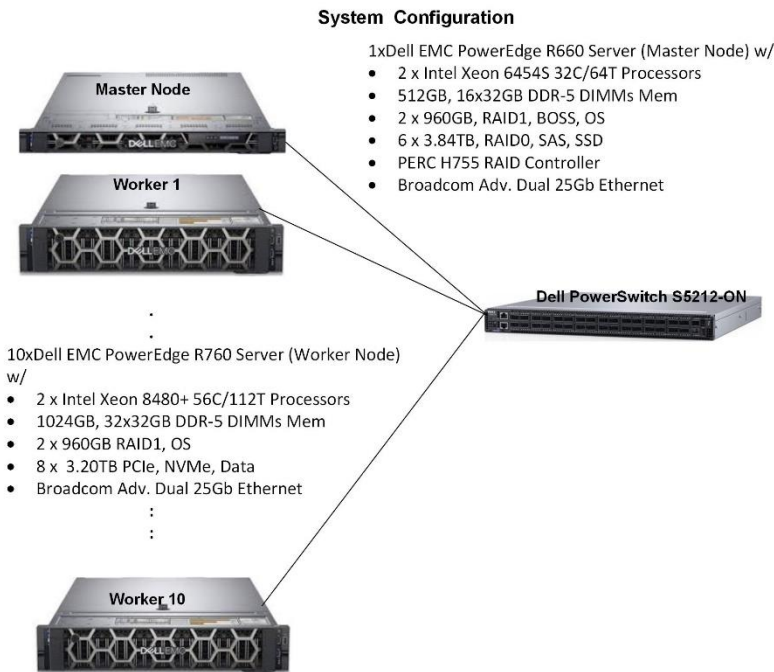 System Configuration
1xDell EMC PowerEdge R660 Server (Master Node) w/
• 2 x Intel Xeon 6454S 32C/64T Processors
• 512GB, 16x32GB DDR-5 DIMMs Mem
• 2 x 960GB, RAID1, BOSS, OS
• 6 x 3.84TB, RAID0, SAS, SSD
• PERC H755 RAID Controller
• Broadcom Adv. Dual 25Gb Ethernet
Master Node
DELLEMC
Worker 1
DELLEMC
Dell PowerSwitch S5212-ON
10xDell EMC PowerEdge R760 Server (Worker Node)
w/
• 2 x Intel Xeon 8480+ 56C/112T Processors
• 1024GB, 32x32GB DDR-5 DIMMs Mem
• 2 x 960GB RAID1, OS
• 8 x 3.20TB PCIe, NVMe, Data
• Broadcom Adv. Dual 25Gb Ethernet
Worker 10
DELLEMC